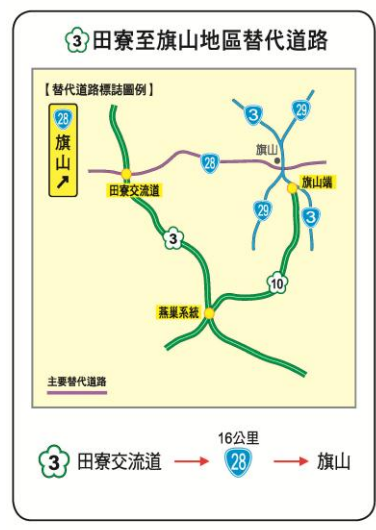 3 田寮至旗山地區替代道路
【替代道路標誌圖例】
28
旗
山
↗
3
29
旗山
28
田寮交流道
旗山端
29
3
3
10
燕巢系統
主要替代道路
16公里
3 田寮交流道 → 28 → 旗山